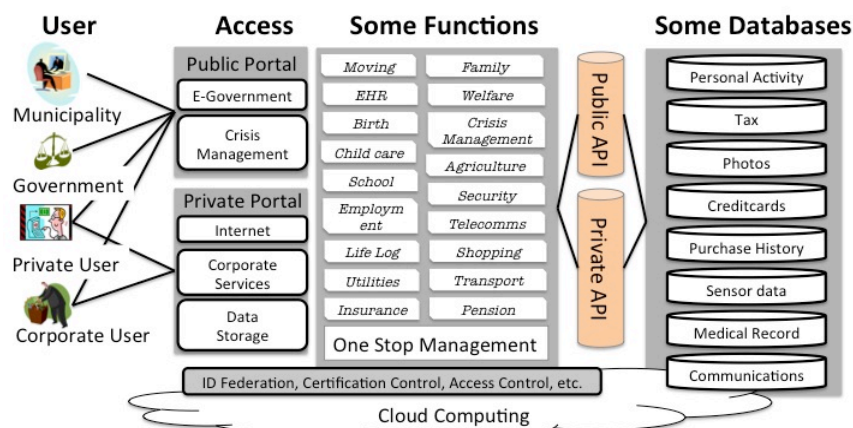 User
Access
Some Functions
Some Databases
Municipality
Government
Private User
Corporate User
Public Portal
E-Government
Crisis
Management
Private Portal
Internet
Corporate
Services
Data
Storage
Moving
EHR
Birth
Child care
School
Employm
ent
Life Log
Utilities
Insurance
Family
Welfare
Crisis
Management
Agriculture
Security
Telecomms
Shopping
Transport
Pension
One Stop Management
Public API
Private API
Personal Activity
Tax
Photos
Creditcards
Purchase History
Sensor data
Medical Record
Communications
ID Federation, Certification Control, Access Control, etc.
Cloud Computing